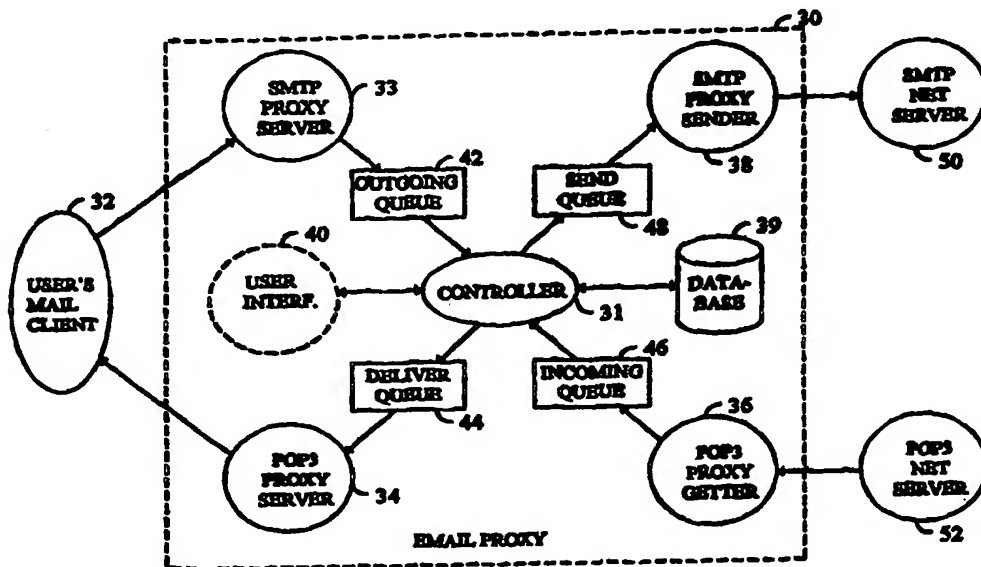 30
SMTP
PROXY
SERVER
33
SMTP
PROXY
SENDER
38
SMTP
NET
SERVER
50
42
OUTGOING
QUEUE
SEND
QUEUE
48
32
USER'S
MAIL
CLIENT
40
USER
INTERF.
CONTROLLER
31
39
DATA-
BASE
DELIVER
QUEUE
44
46
INCOMING
QUEUE
POP3
PROXY
SERVER
34
36
POP3
PROXY
GETTER
POP3
NET
SERVER
52
EMAIL PROXY